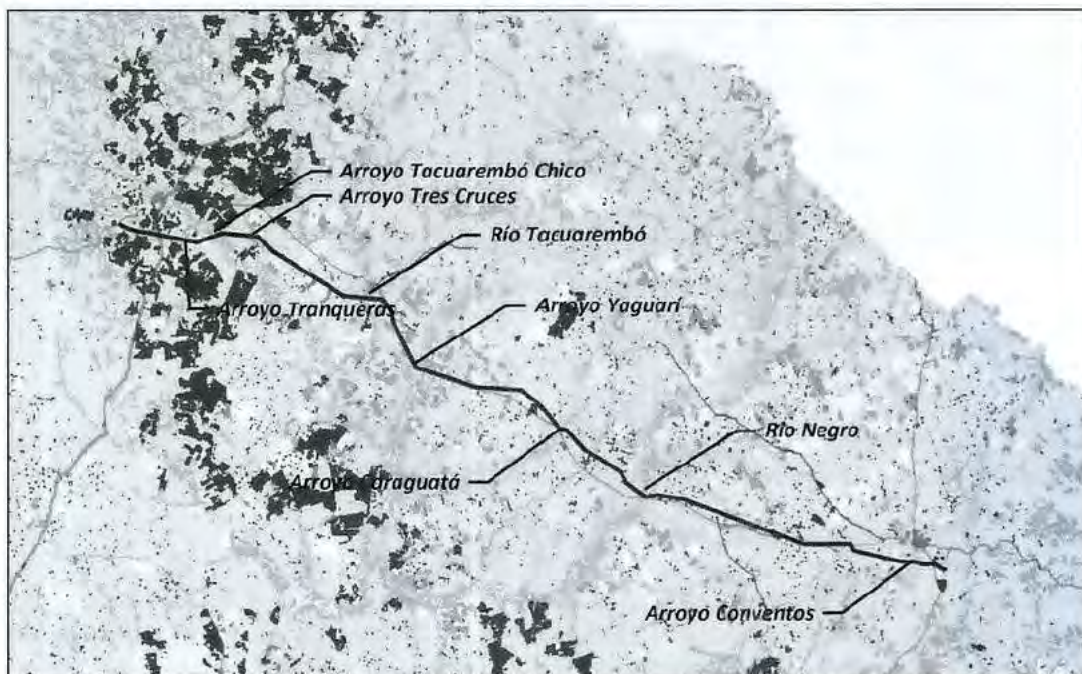 Arroyo Tacuarembó Chico
Arroyo Tres Cruces
Río Tacuarembó
Arroyo Tranqueras
Arroyo Yaguarí
Río Negro
Arroyo Caraguatá
Arroyo Conventos